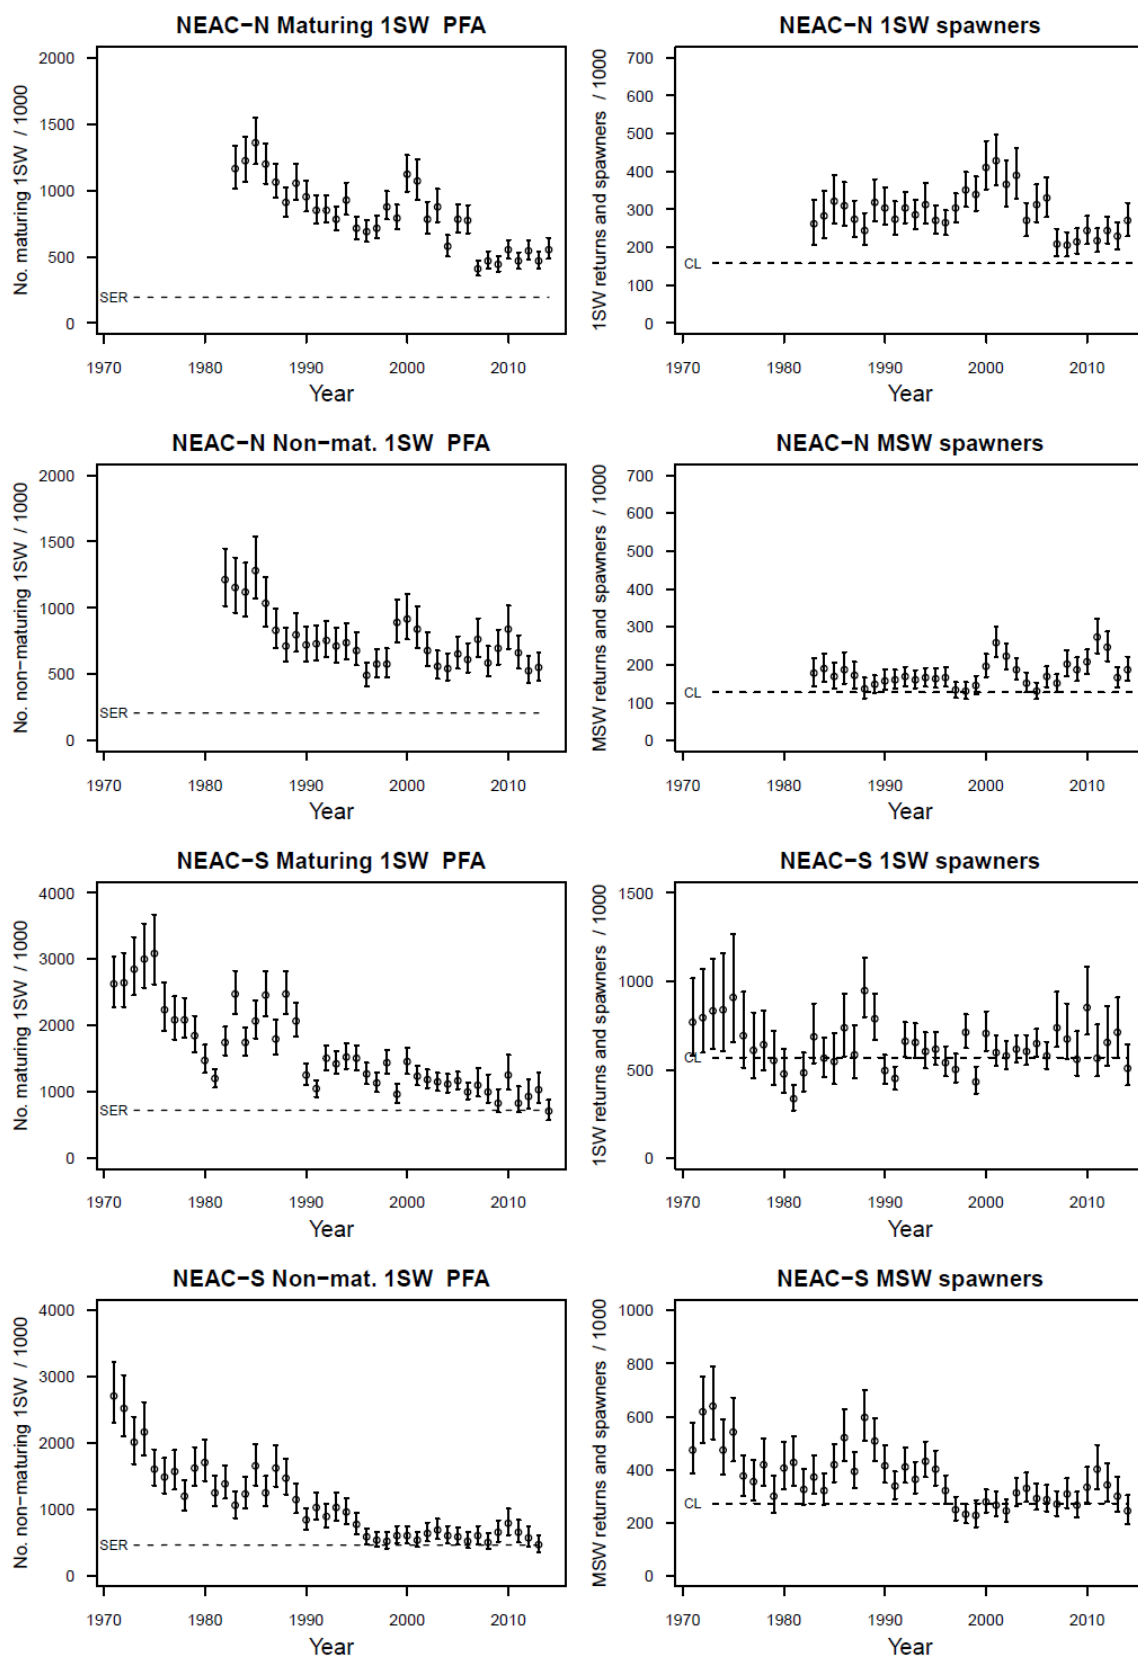 NEAC−N Maturing 1SW PFA
No. maturing 1SW / 1000
2000
1500
1000
500
0
SER
1970 1980 1990 2000 2010
Year
NEAC−N 1SW spawners
1SW returns and spawners / 1000
700
600
500
400
300
200
100
0
CL
1970 1980 1990 2000 2010
Year
NEAC−N Non−mat. 1SW PFA
No. non−maturing 1SW / 1000
2000
1500
1000
500
0
SER
1970 1980 1990 2000 2010
Year
NEAC−N MSW spawners
MSW returns and spawners / 1000
700
600
500
400
300
200
100
0
CL
1970 1980 1990 2000 2010
Year
NEAC−S Maturing 1SW PFA
No. maturing 1SW / 1000
4000
3000
2000
1000
0
SER
1970 1980 1990 2000 2010
Year
NEAC−S 1SW spawners
1SW returns and spawners / 1000
1500
1000
500
0
CL
1970 1980 1990 2000 2010
Year
NEAC−S Non−mat. 1SW PFA
No. non−maturing 1SW / 1000
4000
3000
2000
1000
0
SER
1970 1980 1990 2000 2010
Year
NEAC−S MSW spawners
MSW returns and spawners / 1000
1000
800
600
400
200
0
CL
1970 1980 1990 2000 2010
Year